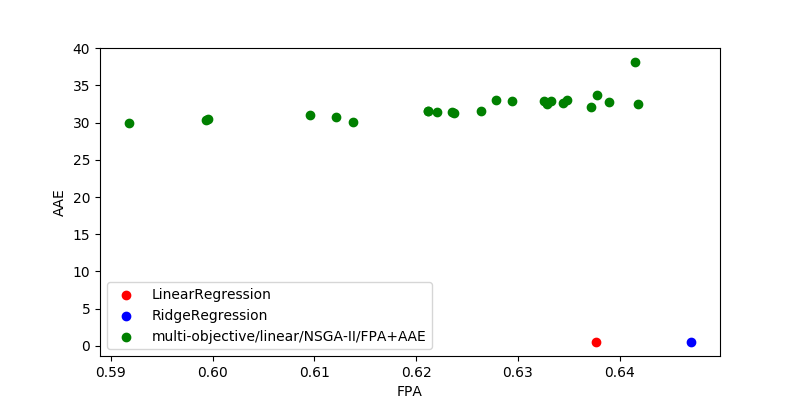 40
35
30
25
20
15
10
5
0
AAE
LinearRegression
RidgeRegression
multi-objective/linear/NSGA-II/FPA+AAE
0.59 0.60 0.61 0.62 0.63 0.64
FPA